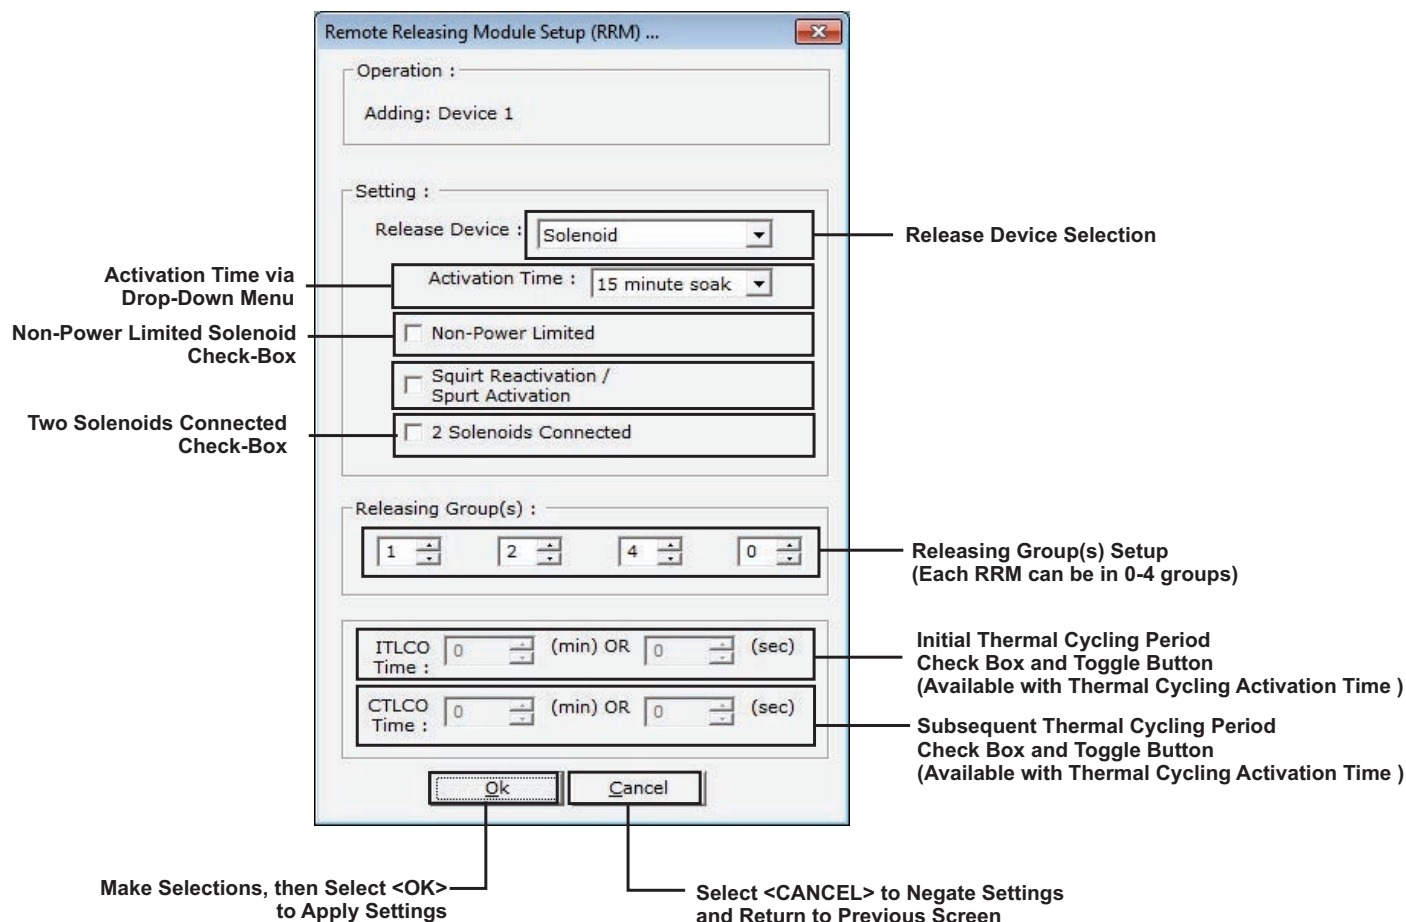 Remote Releasing Module Setup (RRM) ...
Operation :
Adding: Device 1
Setting :
Release Device :
Solenoid
Release Device Selection
Activation Time via
Drop-Down Menu
Activation Time :
15 minute soak
Non-Power Limited Solenoid
Check-Box
Non-Power Limited
Squirt Reactivation /
Spurt Activation
Two Solenoids Connected
Check-Box
2 Solenoids Connected
Releasing Group(s) :
1 2 4 0
Releasing Group(s) Setup
(Each RRM can be in 0-4 groups)
ITLCO
Time :
0 (min) OR 0 (sec)
Initial Thermal Cycling Period
Check Box and Toggle Button
(Available with Thermal Cycling Activation Time )
CTLCO
Time :
0 (min) OR 0 (sec)
Subsequent Thermal Cycling Period
Check Box and Toggle Button
(Available with Thermal Cycling Activation Time )
Ok
Cancel
Make Selections, then Select <OK>
to Apply Settings
Select <CANCEL> to Negate Settings
and Return to Previous Screen